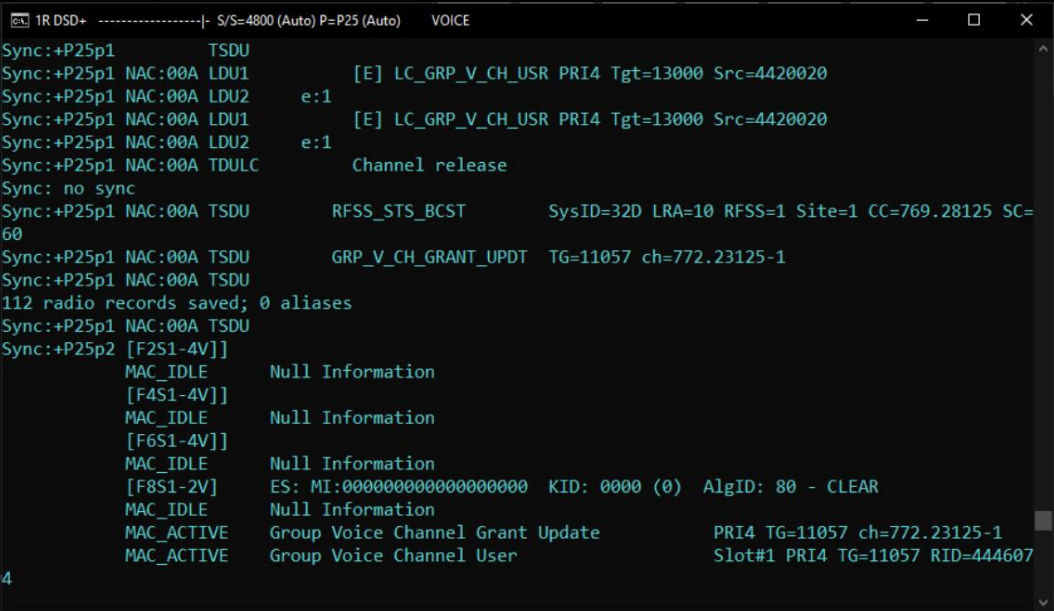 1R DSD+ -------------------|- S/S=4800 (Auto) P=P25 (Auto) VOICE
Sync:+P25p1 TSDU
Sync:+P25p1 NAC:00A LDU1 [E] LC_GRP_V_CH_USR PRI4 Tgt=13000 Src=4420020
Sync:+P25p1 NAC:00A LDU2 e:1
Sync:+P25p1 NAC:00A LDU1 [E] LC_GRP_V_CH_USR PRI4 Tgt=13000 Src=4420020
Sync:+P25p1 NAC:00A LDU2 e:1
Sync:+P25p1 NAC:00A TDULC Channel release
Sync: no sync
Sync:+P25p1 NAC:00A TSDU RFSS_STS_BCST SysID=32D LRA=10 RFSS=1 Site=1 CC=769.28125 SC=
60
Sync:+P25p1 NAC:00A TSDU GRP_V_CH_GRANT_UPDT TG=11057 ch=772.23125-1
Sync:+P25p1 NAC:00A TSDU
112 radio records saved; 0 aliases
Sync:+P25p1 NAC:00A TSDU
Sync:+P25p2 [F2S1-4V]]
MAC_IDLE Null Information
[F4S1-4V]]
MAC_IDLE Null Information
[F6S1-4V]]
MAC_IDLE Null Information
[F8S1-2V] ES: MI:000000000000000000 KID: 0000 (0) AlgID: 80 - CLEAR
MAC_IDLE Null Information
MAC_ACTIVE Group Voice Channel Grant Update PRI4 TG=11057 ch=772.23125-1
MAC_ACTIVE Group Voice Channel User Slot#1 PRI4 TG=11057 RID=444607
4